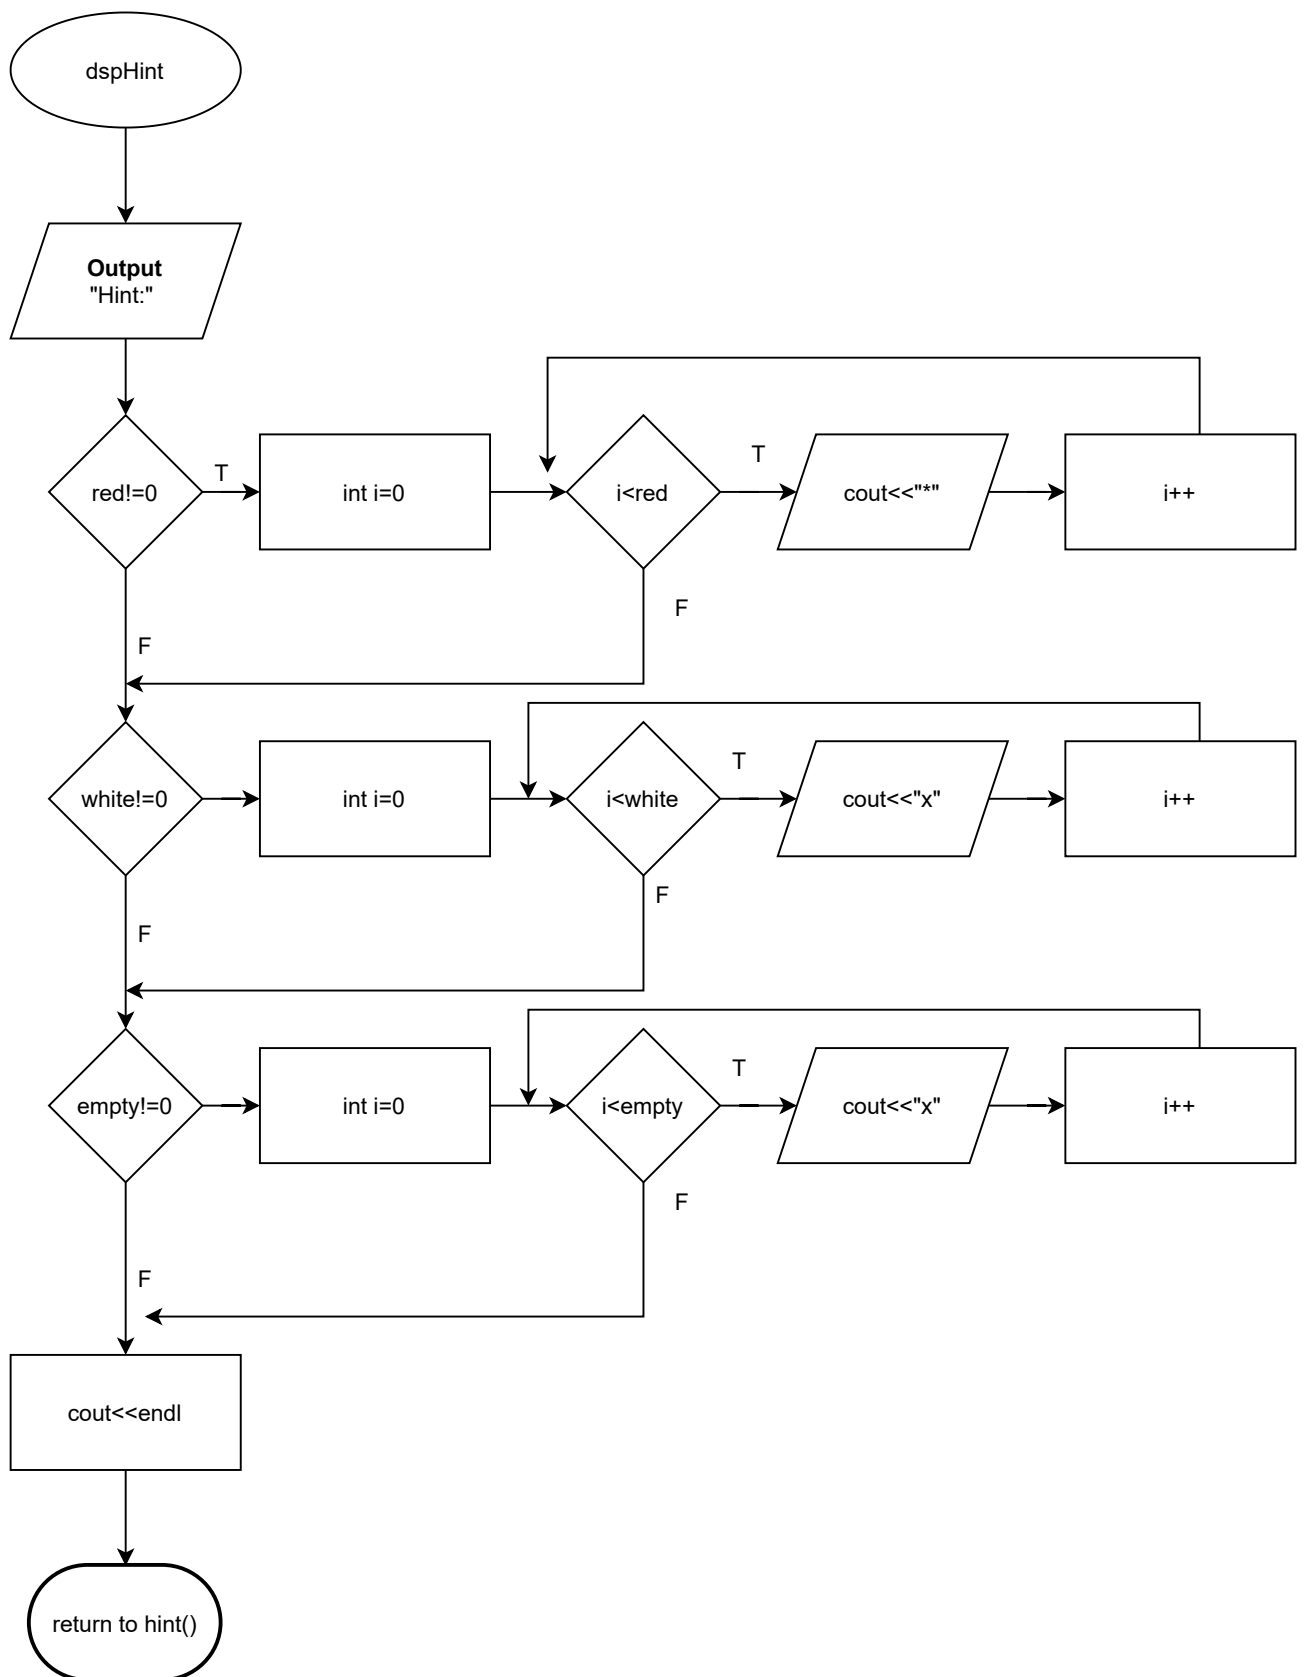 dspHint
Output
"Hint:"
red!=0
T
int i=0
i<red
T
cout<<"*"
i++
F
F
white!=0
int i=0
i<white
T
cout<<"x"
i++
F
F
empty!=0
int i=0
i<empty
T
cout<<"x"
i++
F
F
cout<<endl
return to hint()